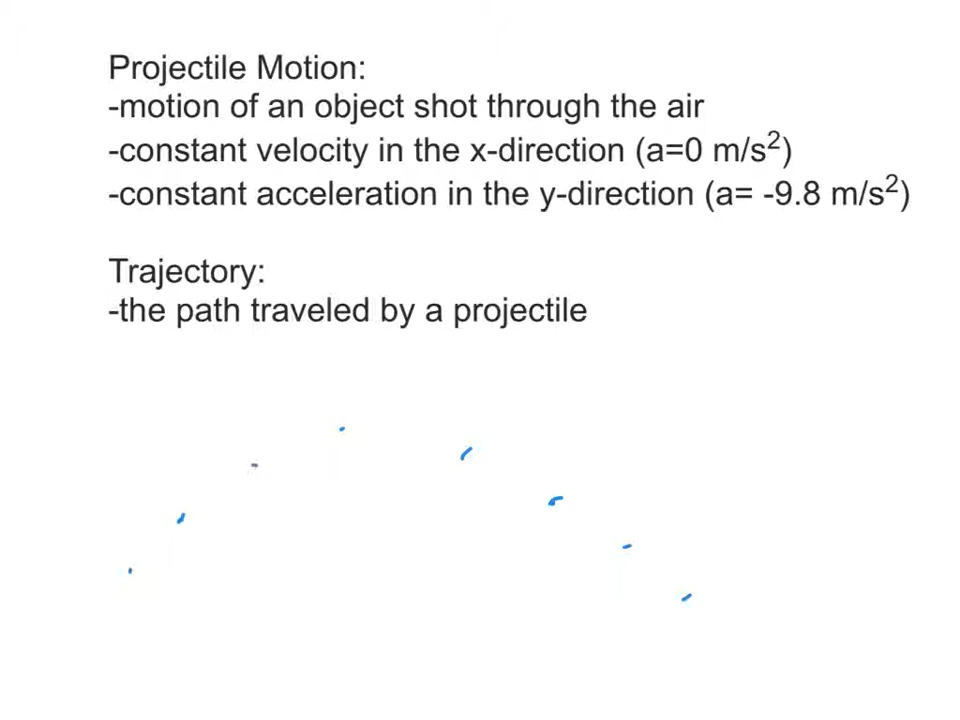 Projectile Motion:
-motion of an object shot through the air
-constant velocity in the x-direction (a=0 m/s²)
-constant acceleration in the y-direction (a= -9.8 m/s²)
Trajectory:
-the path traveled by a projectile